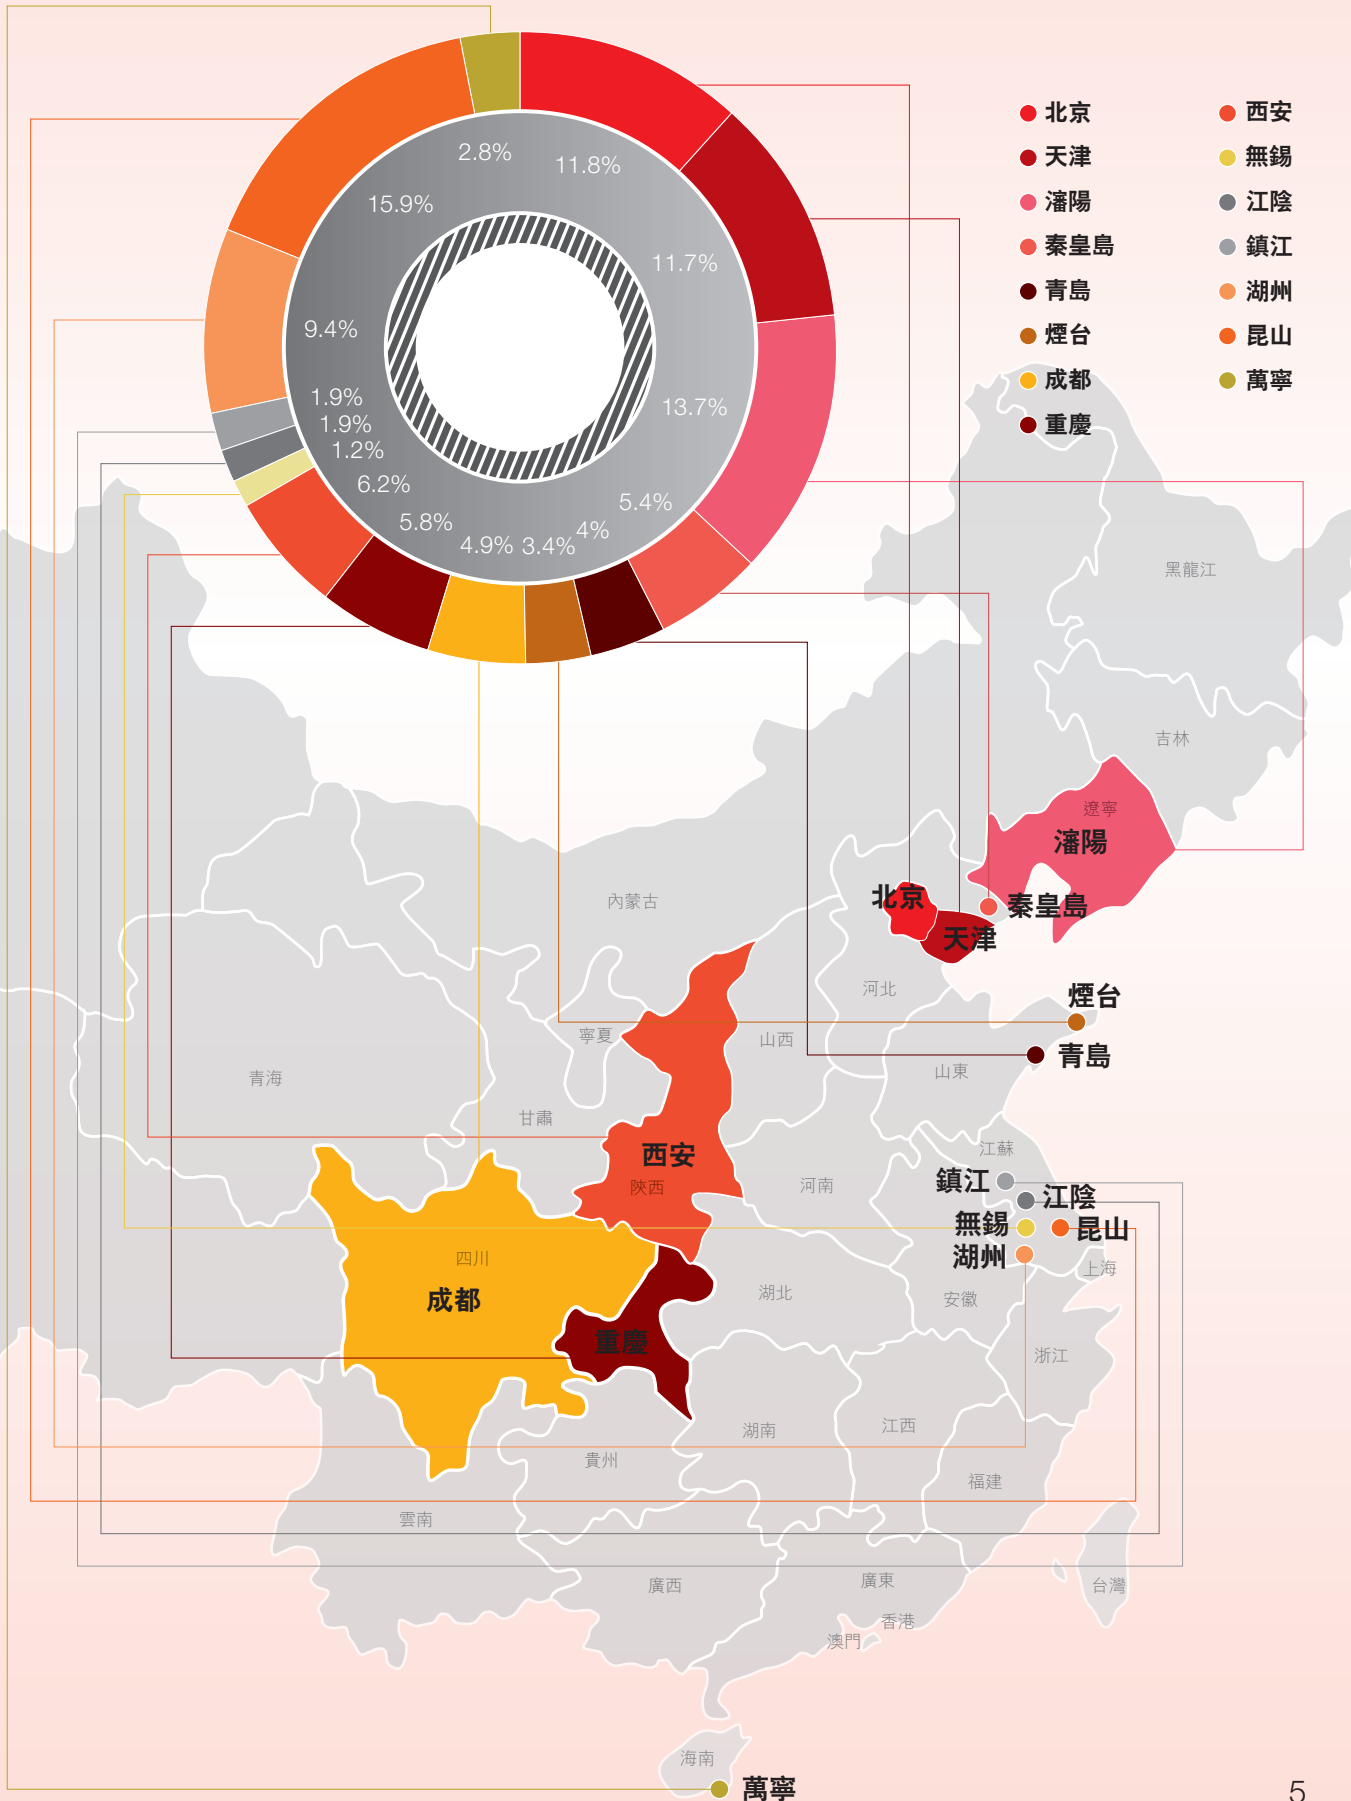 2.8%
11.8%
15.9%
11.7%
9.4%
13.7%
1.9%
1.9%
1.2%
6.2%
5.4%
5.8%
4%
4.9%
3.4%
北京
西安
天津
無錫
瀋陽
江陰
秦皇島
鎮江
青島
湖州
煙台
昆山
成都
萬寧
重慶
黑龍江
吉林
遼寧
瀋陽
內蒙古
北京
秦皇島
天津
河北
煙台
寧夏
山西
青島
山東
青海
甘肅
江蘇
西安
陝西
河南
鎮江
江陰
無錫
昆山
湖州
四川
上海
成都
湖北
安徽
重慶
浙江
湖南
江西
貴州
福建
雲南
廣西
廣東
台灣
香港
澳門
海南
萬寧
5